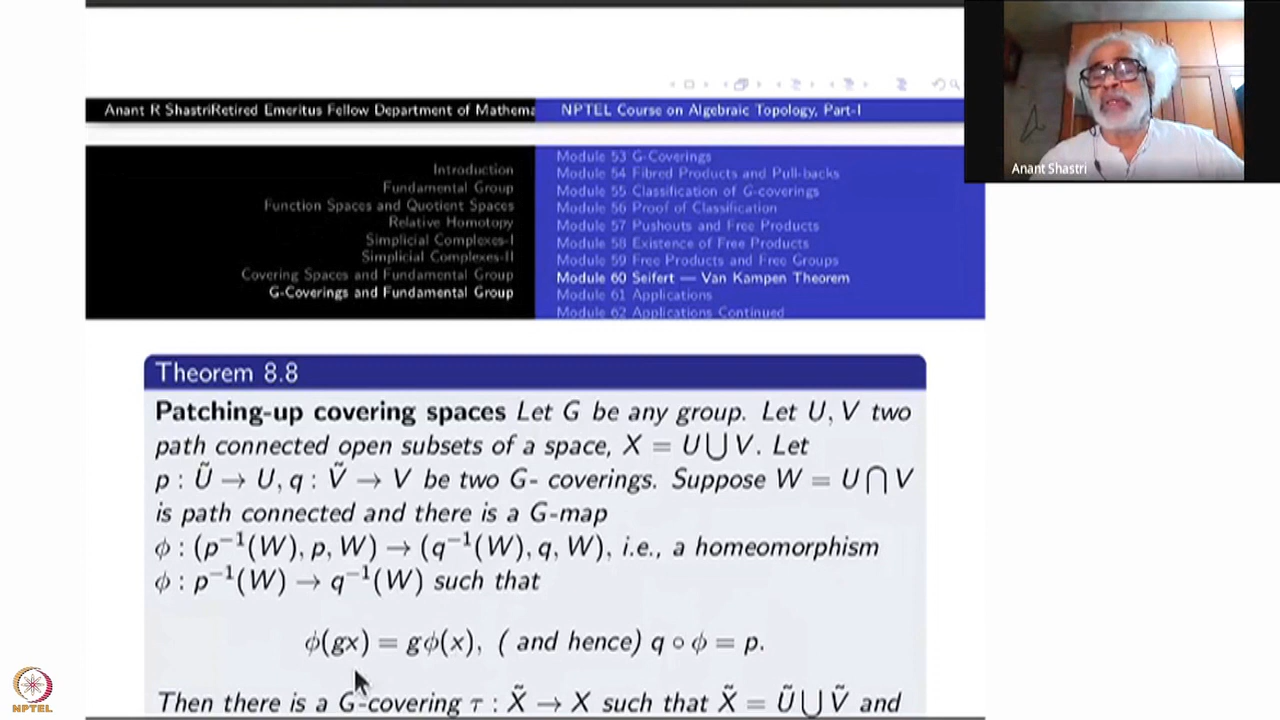 Anant R ShastriRetired Emeritus Fellow Department of Mathema
NPTEL Course on Algebraic Topology, Part-I
Introduction
Fundamental Group
Function Spaces and Quotient Spaces
Relative Homotopy
Simplicial Complexes-I
Simplicial Complexes-II
Covering Spaces and Fundamental Group
G-Coverings and Fundamental Group
Module 53 G-Coverings
Module 54 Fibred Products and Pull-backs
Module 55 Classification of G-coverings
Module 56 Proof of Classification
Module 57 Pushouts and Free Products
Module 58 Existence of Free Products
Module 59 Free Products and Free Groups
Module 60 Seifert — Van Kampen Theorem
Module 61 Applications
Module 62 Applications Continued
Anant Shastri
Theorem 8.8
Patching-up covering spaces Let G be any group. Let U, V two
path connected open subsets of a space, X = U ⋃ V. Let
p : Ũ → U, q : Ṽ → V be two G- coverings. Suppose W = U ⋂ V
is path connected and there is a G-map
ϕ : (p⁻¹(W), p, W) → (q⁻¹(W), q, W), i.e., a homeomorphism
ϕ : p⁻¹(W) → q⁻¹(W) such that
ϕ(gx) = gϕ(x), ( and hence) q ∘ ϕ = p.
Then there is a G-covering τ : X̃ → X such that X̃ = Ũ ⋃ Ṽ and
NPTEL